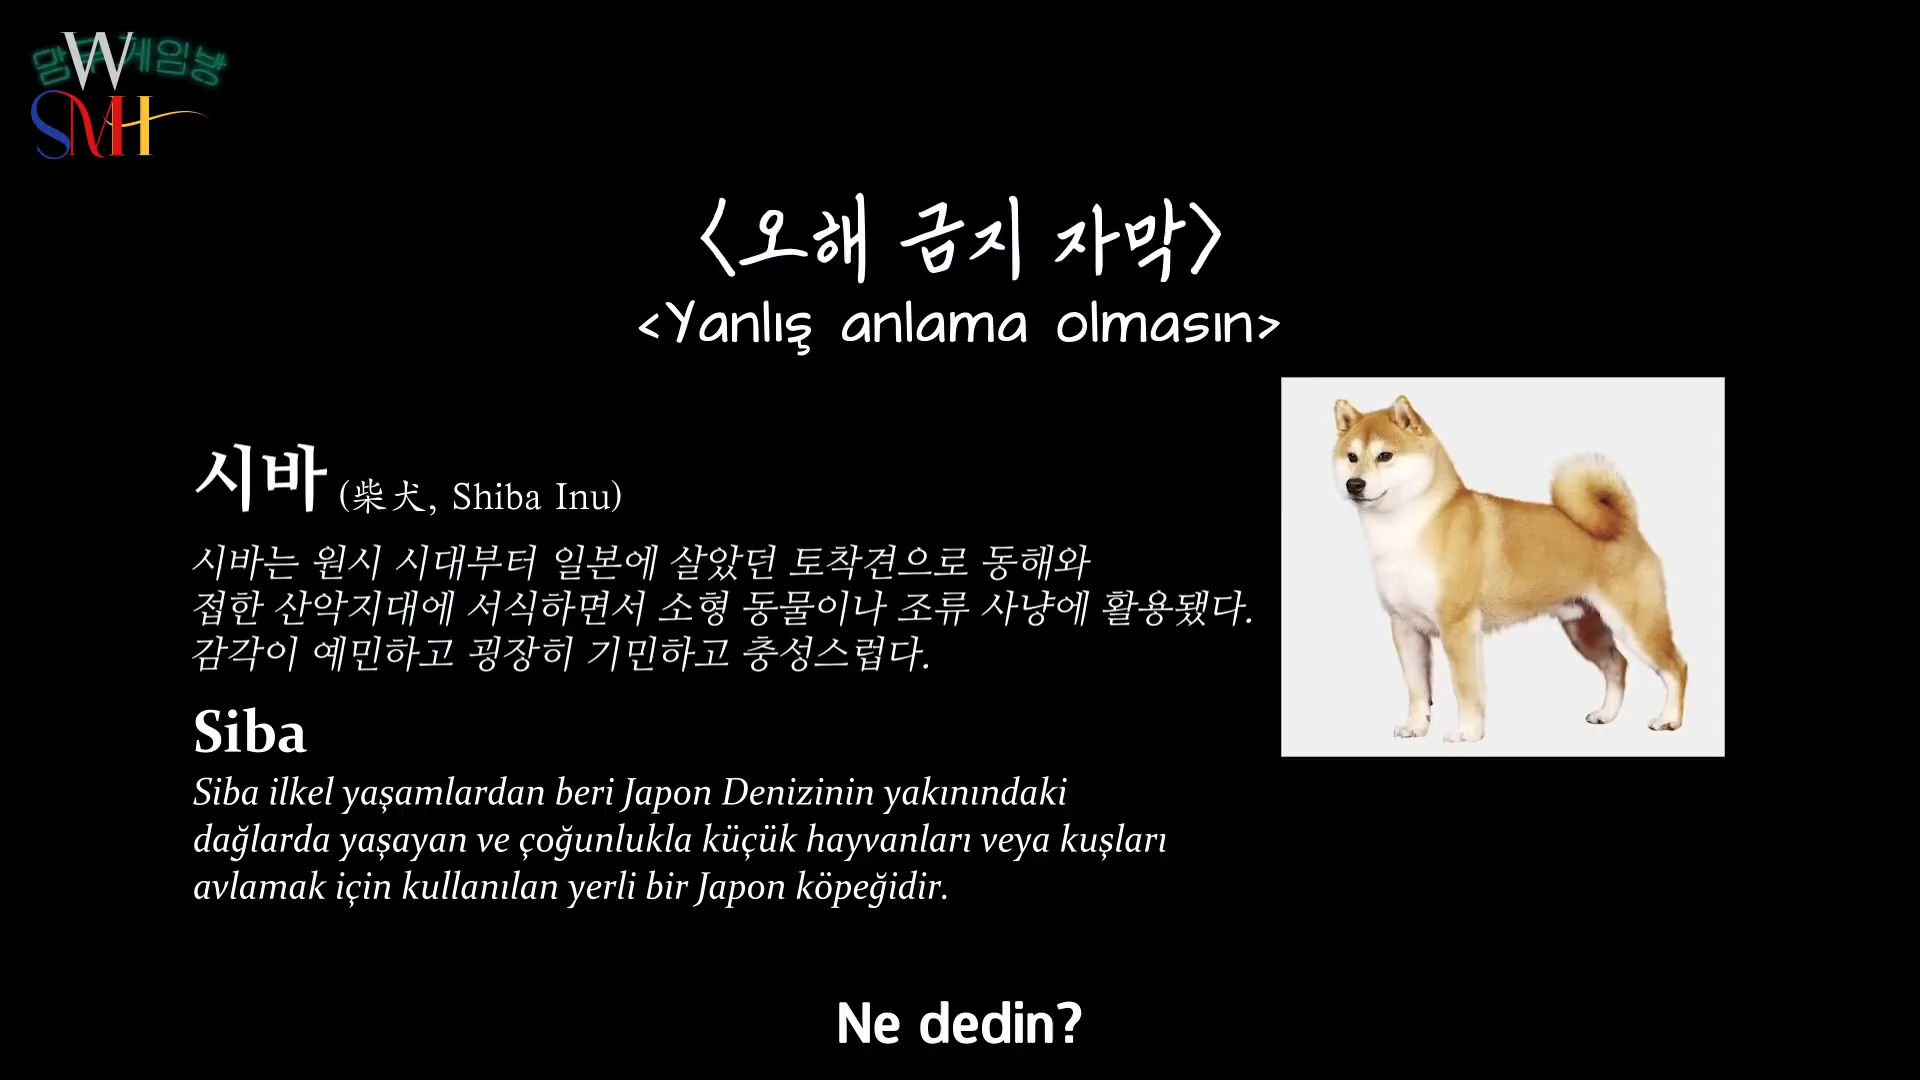 맘무게임방
W
SMH
<오해 금지 자막>
<Yanlış anlama olmasın>
시바 (柴犬, Shiba Inu)
시바는 원시 시대부터 일본에 살았던 토착견으로 동해와
접한 산악지대에 서식하면서 소형 동물이나 조류 사냥에 활용됐다.
감각이 예민하고 굉장히 기민하고 충성스럽다.
Siba
Siba ilkel yaşamlardan beri Japon Denizinin yakınındaki
dağlarda yaşayan ve çoğunlukla küçük hayvanları veya kuşları
avlamak için kullanılan yerli bir Japon köpeğidir.
Ne dedin?